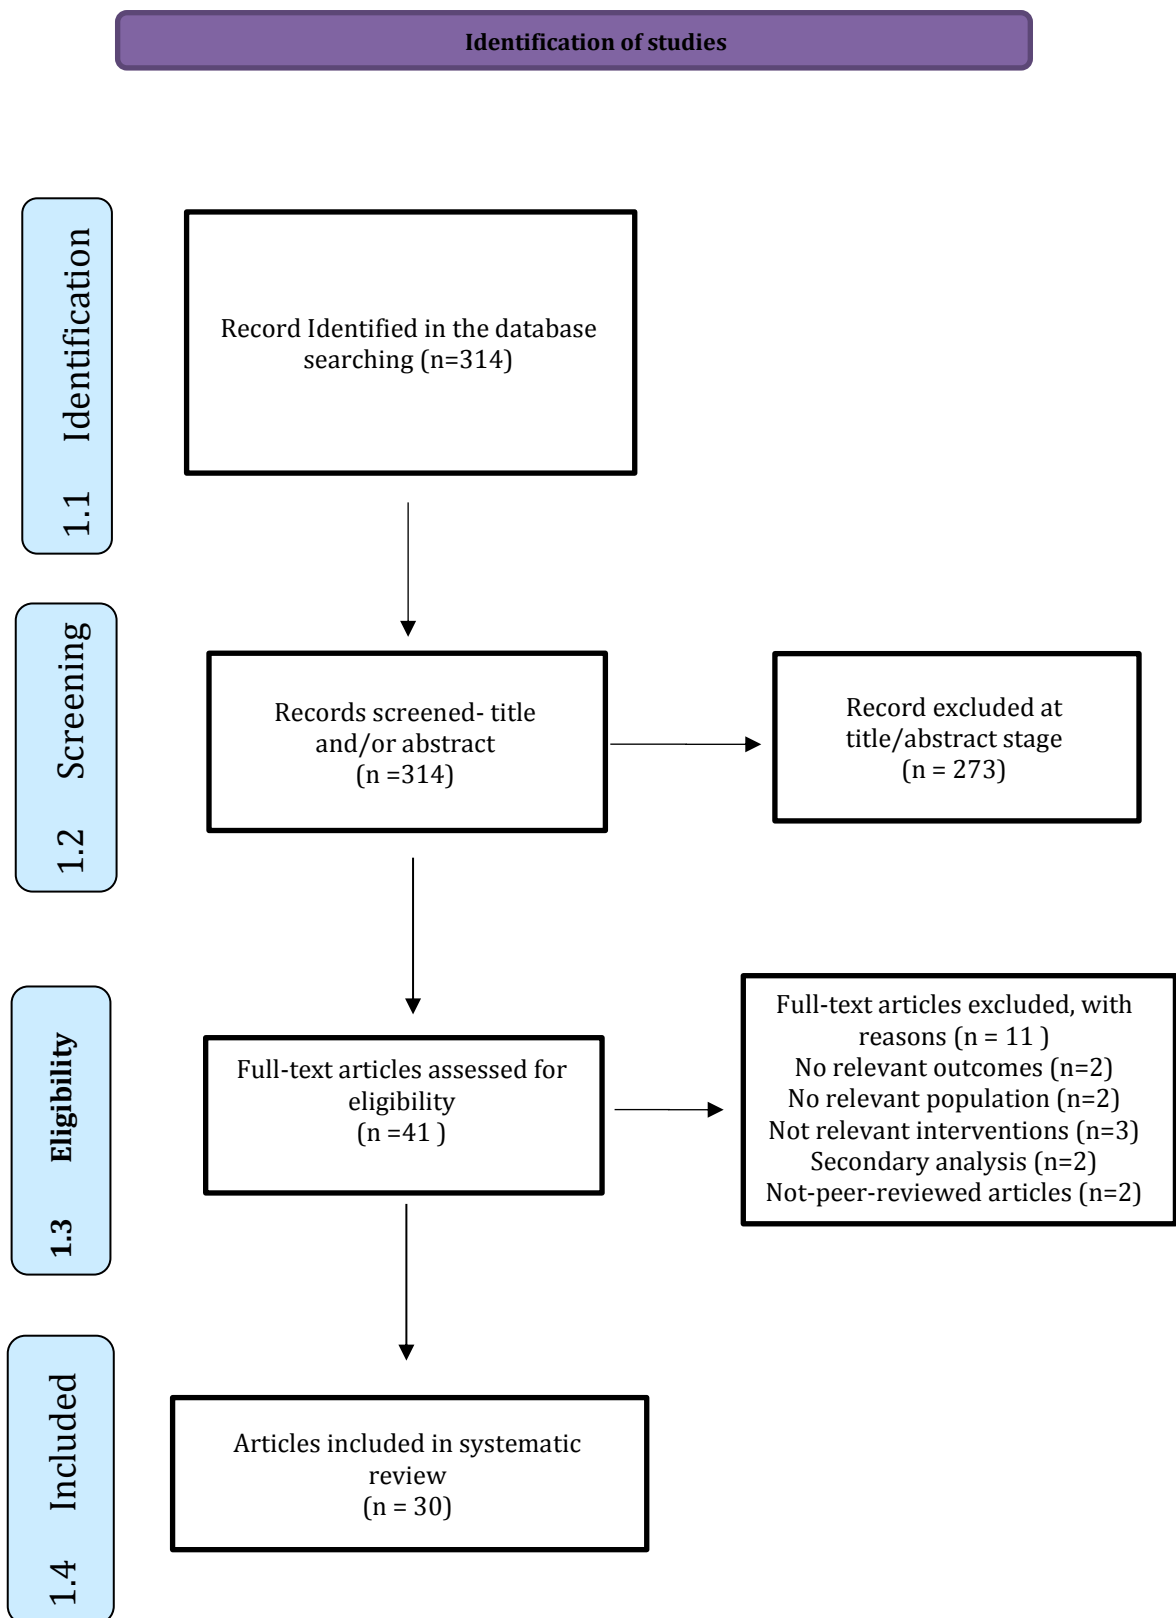 Identification of studies
1.1 Identification
Record Identified in the database
searching (n=314)
1.2 Screening
Records screened- title
and/or abstract
(n =314)
Record excluded at
title/abstract stage
(n = 273)
1.3 Eligibility
Full-text articles assessed for
eligibility
(n =41 )
Full-text articles excluded, with
reasons (n = 11 )
No relevant outcomes (n=2)
No relevant population (n=2)
Not relevant interventions (n=3)
Secondary analysis (n=2)
Not-peer-reviewed articles (n=2)
1.4 Included
Articles included in systematic
review
(n = 30)